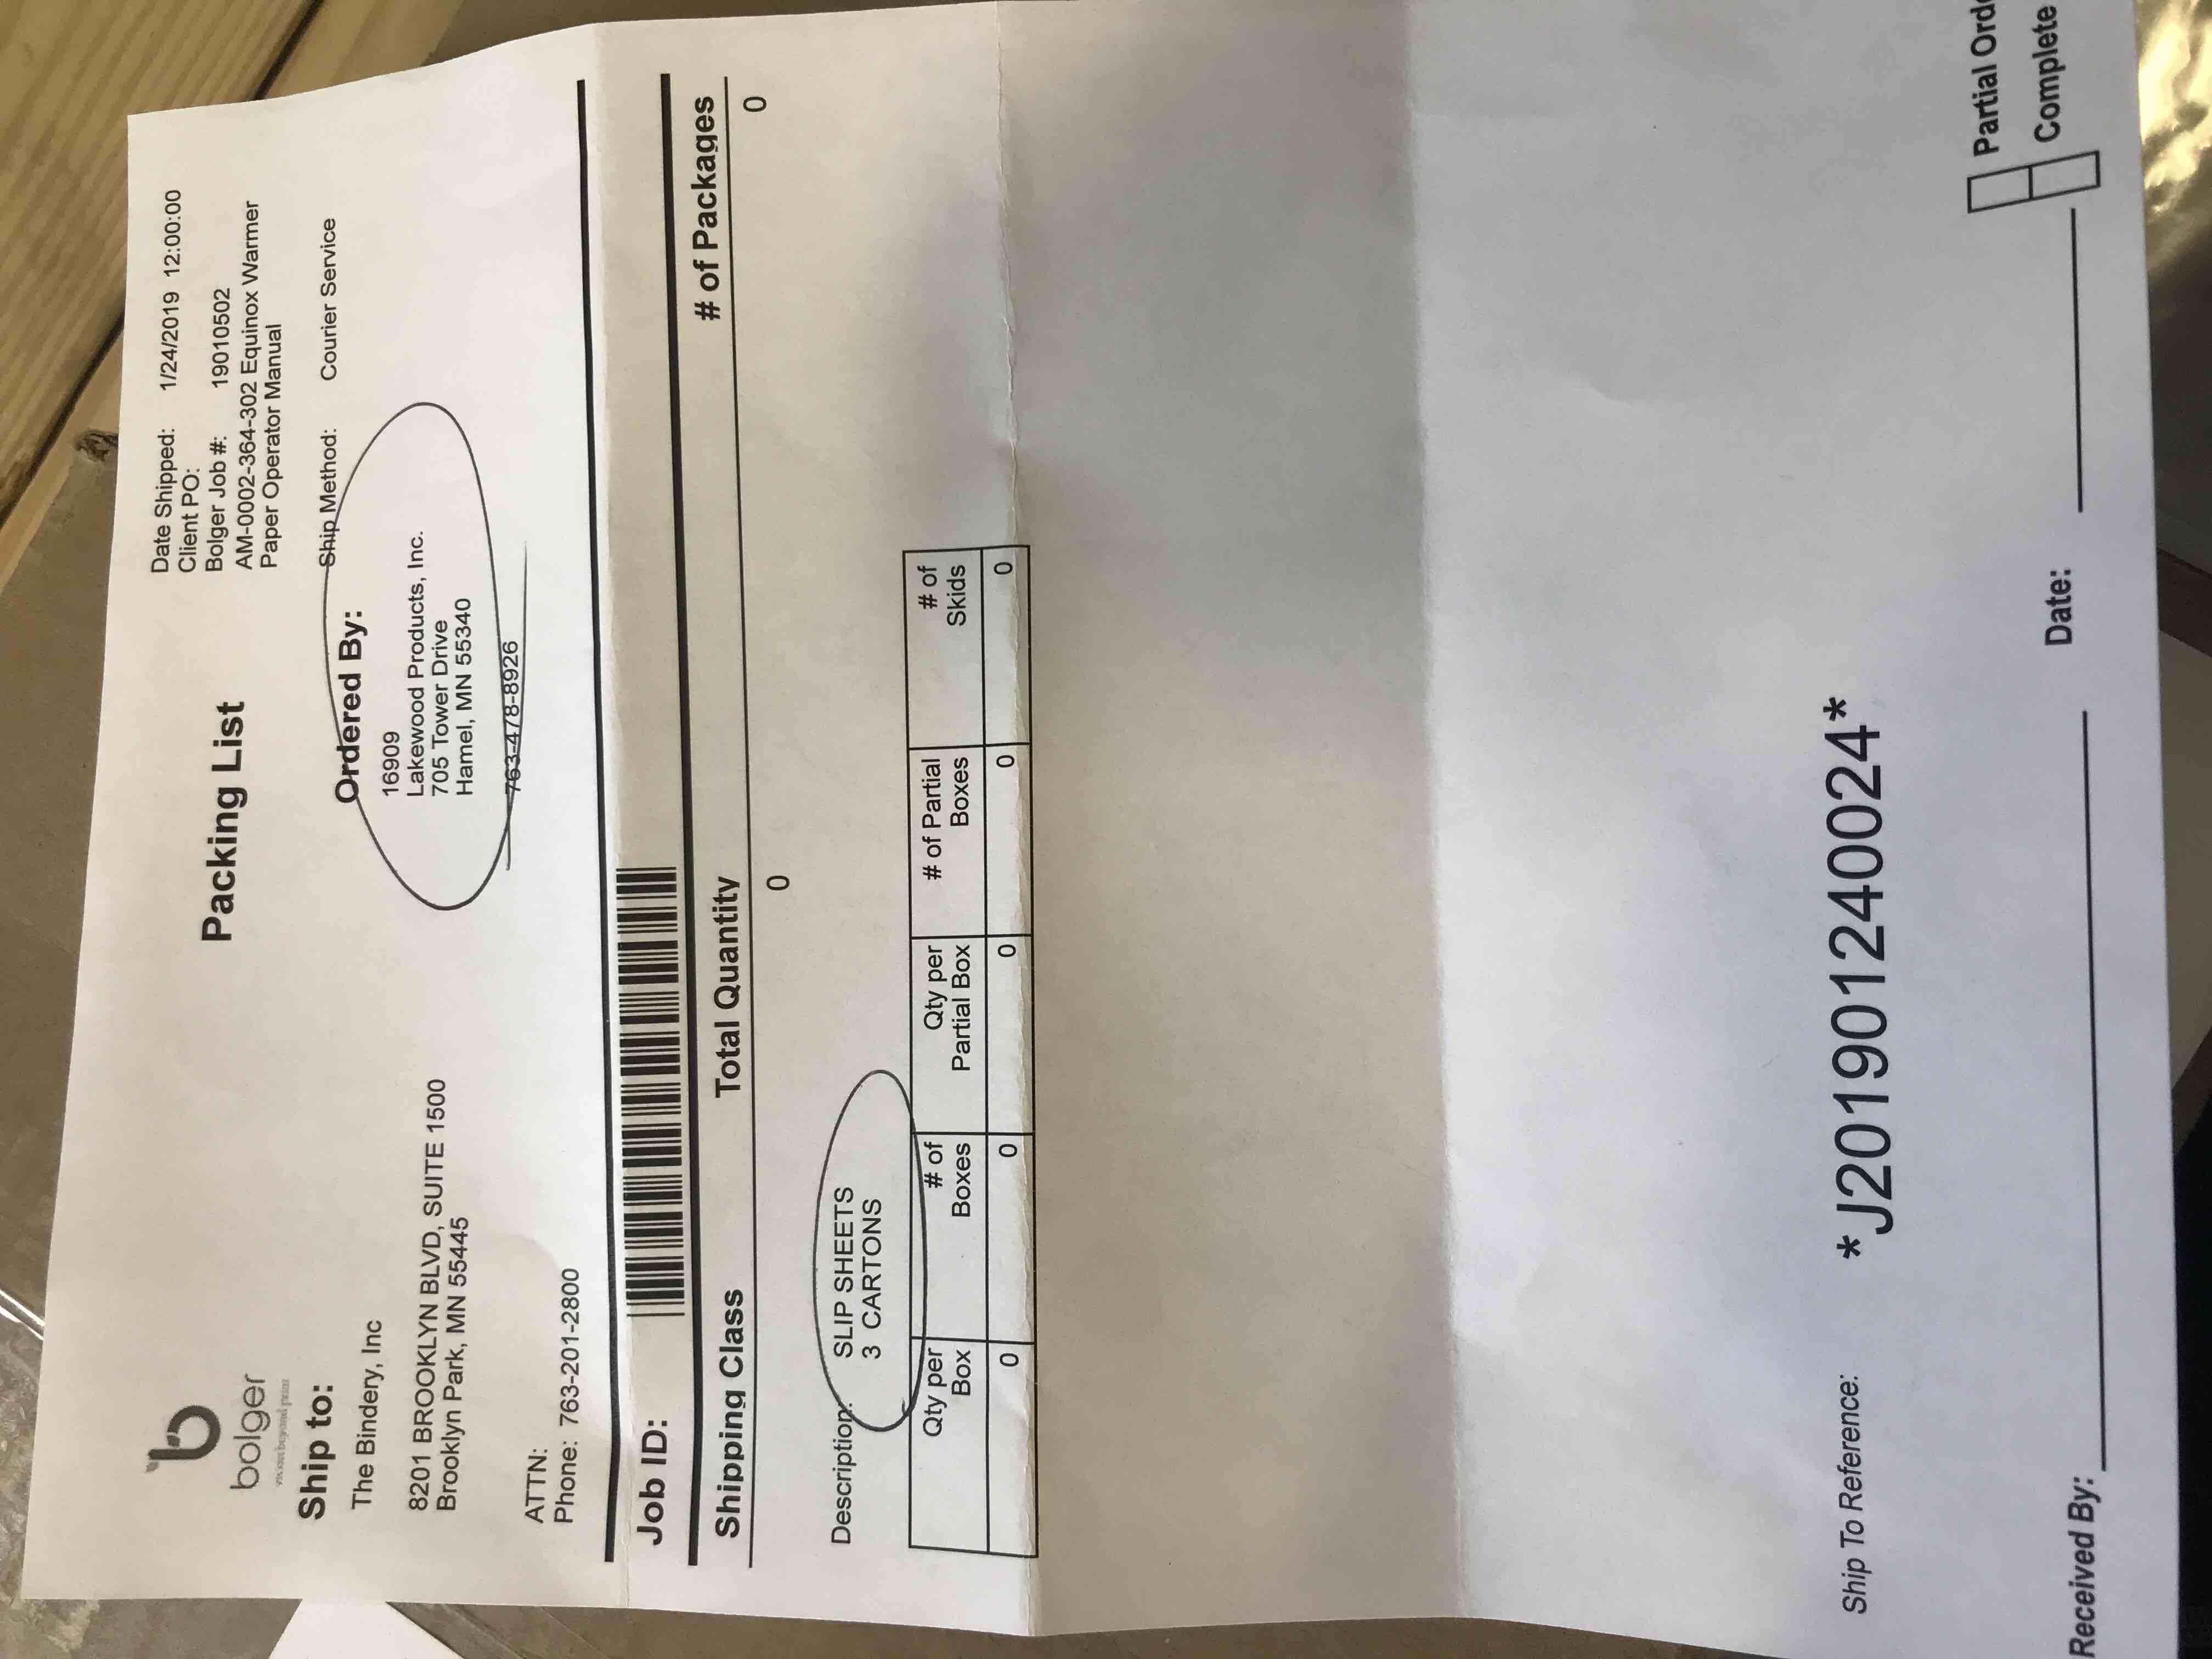 bolger
Packing List
Date Shipped: 1/24/2019 12:00:00
Client PO:
Bolger Job #: 19010502
AM-0002-364-302 Equinox Warmer
Paper Operator Manual
Ship Method: Courier Service
Ship to:
The Bindery, Inc
8201 BROOKLYN BLVD, SUITE 1500
Brooklyn Park, MN 55445
ATTN:
Phone: 763-201-2800
Ordered By:
16909
Lakewood Products, Inc.
705 Tower Drive
Hamel, MN 55340
763-478-8926
Job ID:
Shipping Class Total Quantity # of Packages
0 0
Description: SLIP SHEETS
3 CARTONS
Qty per Box # of Boxes Qty per Partial Box # of Partial Boxes # of Skids
0 0 0 0 0
Ship To Reference: *J201901240024*
Received By: Date:
Partial Orde
Complete